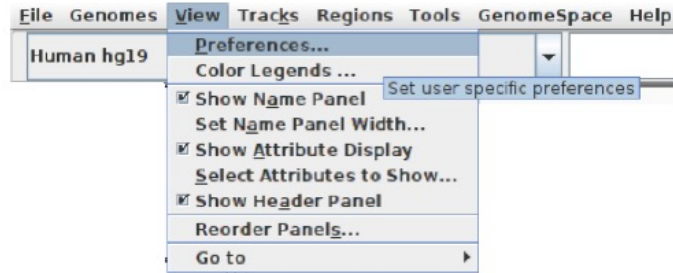 File Genomes View Tracks Regions Tools GenomeSpace Help
Human hg19
Preferences...
Color Legends ...
Set user specific preferences
Show Name Panel
Set Name Panel Width...
Show Attribute Display
Select Attributes to Show...
Show Header Panel
Reorder Panels...
Go to